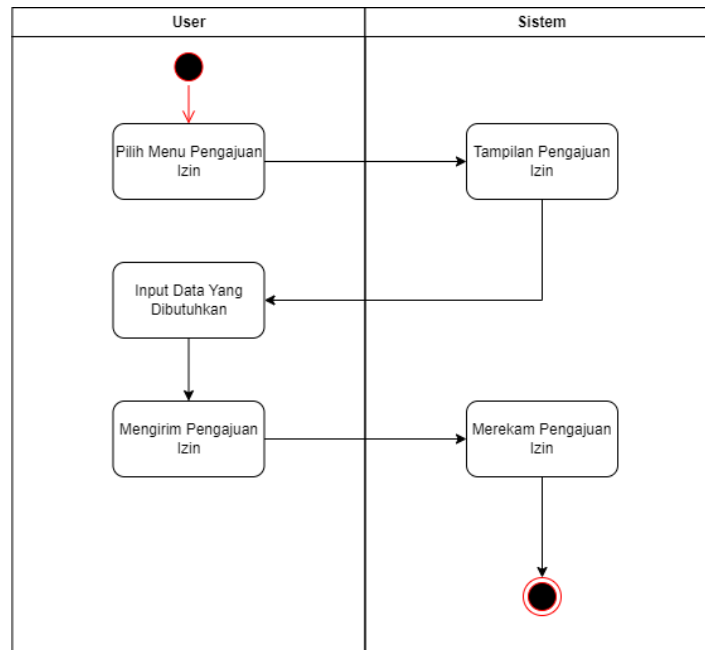 User
Sistem
Pilih Menu Pengajuan
Izin
Tampilan Pengajuan
Izin
Input Data Yang
Dibutuhkan
Mengirim Pengajuan
Izin
Merekam Pengajuan
Izin